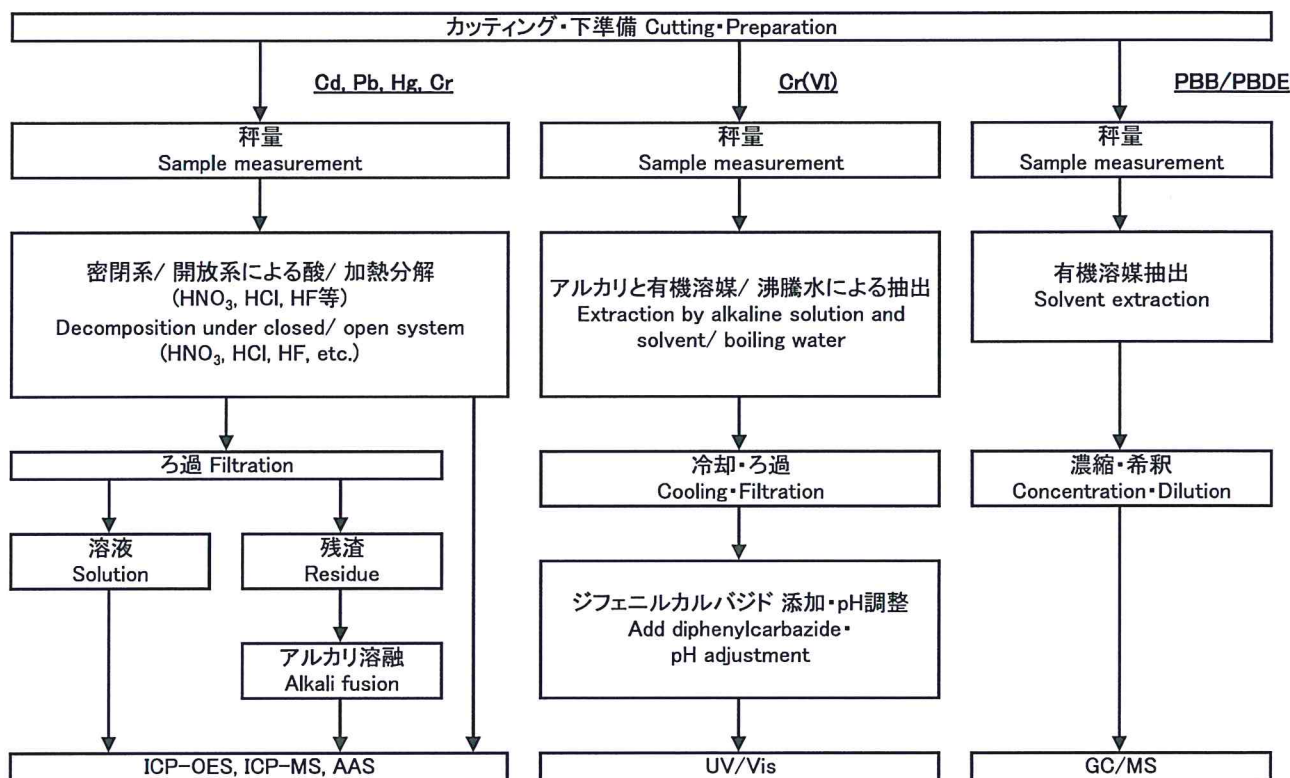 カッティング・下準備 Cutting・Preparation
Cd, Pb, Hg, Cr
Cr(VI)
PBB/PBDE
秤量
Sample measurement
秤量
Sample measurement
秤量
Sample measurement
密閉系/ 開放系による酸/ 加熱分解
(HNO₃, HCl, HF等)
Decomposition under closed/ open system
(HNO₃, HCl, HF, etc.)
アルカリと有機溶媒/ 沸騰水による抽出
Extraction by alkaline solution and
solvent/ boiling water
有機溶媒抽出
Solvent extraction
ろ過 Filtration
冷却・ろ過
Cooling・Filtration
濃縮・希釈
Concentration・Dilution
溶液
Solution
残渣
Residue
ジフェニルカルバジド 添加・pH調整
Add diphenylcarbazide・
pH adjustment
アルカリ溶融
Alkali fusion
ICP-OES, ICP-MS, AAS
UV/Vis
GC/MS